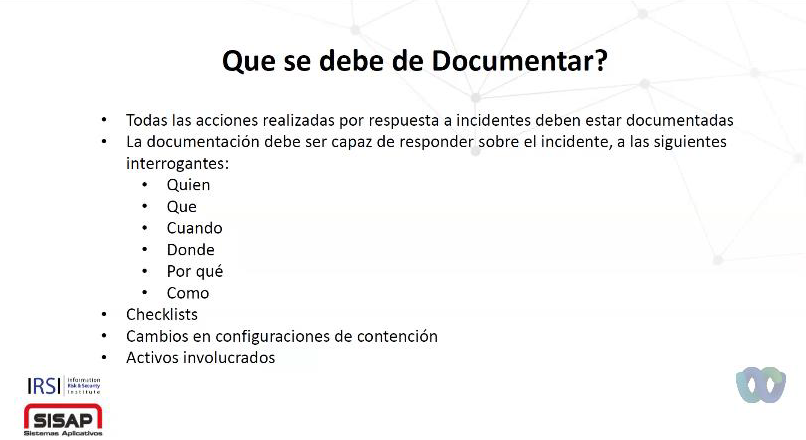 Que se debe de Documentar?
• Todas las acciones realizadas por respuesta a incidentes deben estar documentadas
• La documentación debe ser capaz de responder sobre el incidente, a las siguientes
interrogantes:
• Quien
• Que
• Cuando
• Donde
• Por qué
• Como
• Checklists
• Cambios en configuraciones de contención
• Activos involucrados
IRSI
Information
Risk & Security
Institute
SISAP
Sistemas Aplicativos